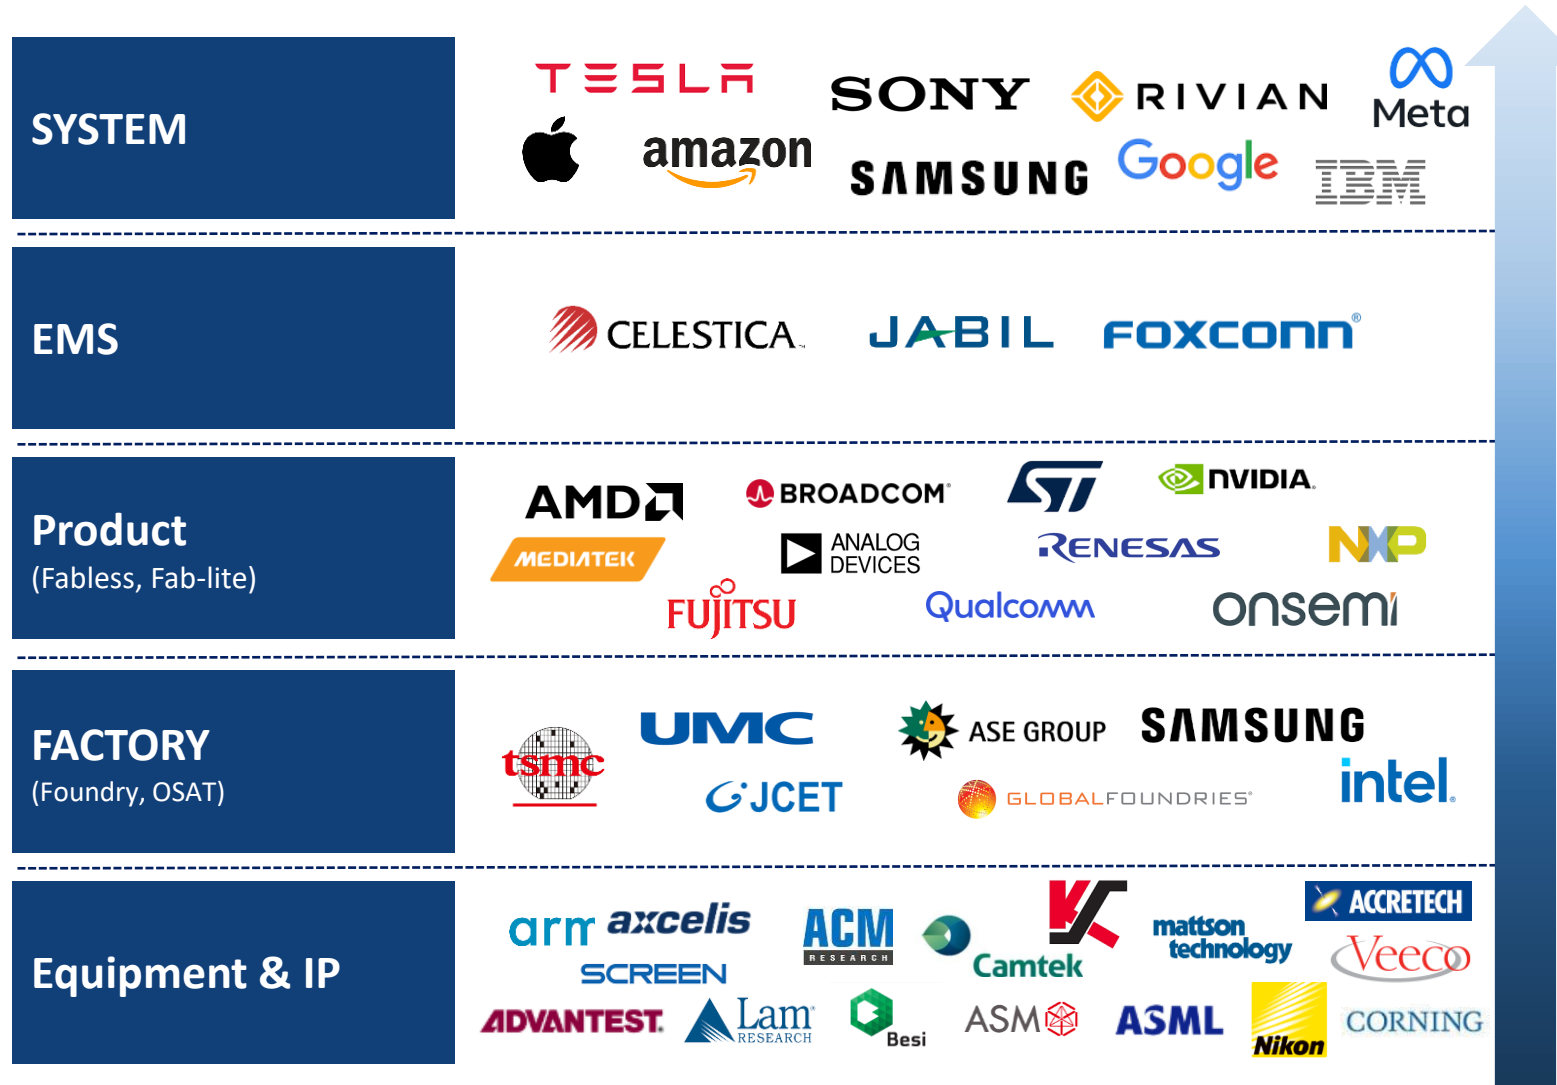 SYSTEM
TESLA
SONY
RIVIAN
Meta
amazon
SAMSUNG
Google
IBM
EMS
CELESTICA™
JABIL
FOXCONN®
Product
(Fabless, Fab-lite)
AMD
BROADCOM®
ST
NVIDIA.
MEDIATEK
ANALOG
DEVICES
RENESAS
NXP
FUJITSU
Qualcomm
onsemi
FACTORY
(Foundry, OSAT)
tsmc
UMC
ASE GROUP
SAMSUNG
JCET
GLOBALFOUNDRIES®
intel®
Equipment & IP
arm
axcelis
ACM
RESEARCH
Camtek
mattson
technology
ACCRETECH
SCREEN
Veeco
ADVANTEST.
Lam
RESEARCH
Besi
ASM
ASML
Nikon
CORNING